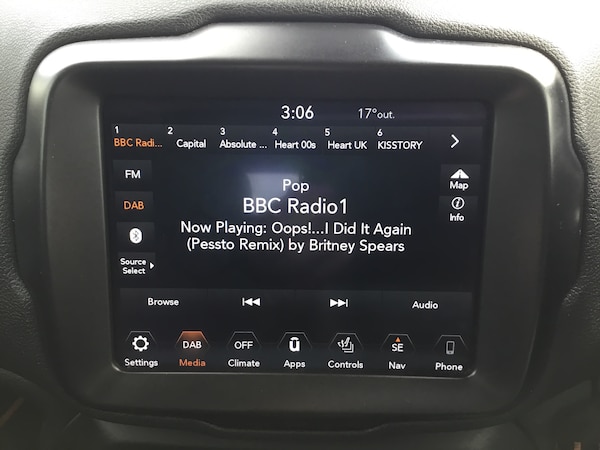 3:06 17°out.
1 2 3 4 5 6
BBC Radi... Capital Absolute ... Heart 00s Heart UK KISSTORY
FM
DAB
Source
Select
Pop
BBC Radio1
Now Playing: Oops!...I Did It Again
(Pessto Remix) by Britney Spears
Map
Info
Browse Audio
DAB OFF ū SE
Settings Media Climate Apps Controls Nav Phone